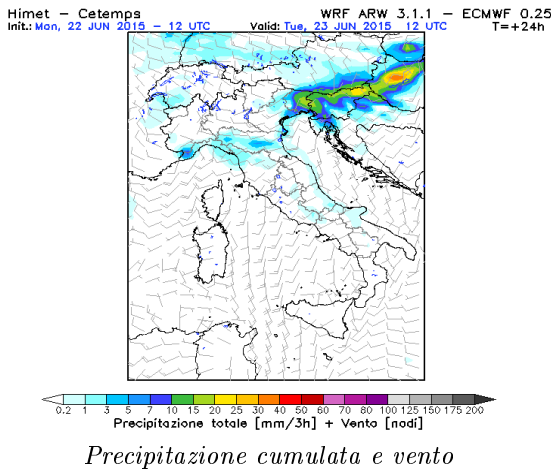 Himet – Cetemps WRF ARW 3.1.1 – ECMWF 0.25
Init.: Mon, 22 JUN 2015 – 12 UTC Valid: Tue, 23 JUN 2015 12 UTC T=+24h
0.2 1 3 5 7 10 15 20 25 30 40 50 60 70 80 100 125 150 175 200
Precipitazione totale [mm/3h] + Vento [nodi]
Precipitazione cumulata e vento